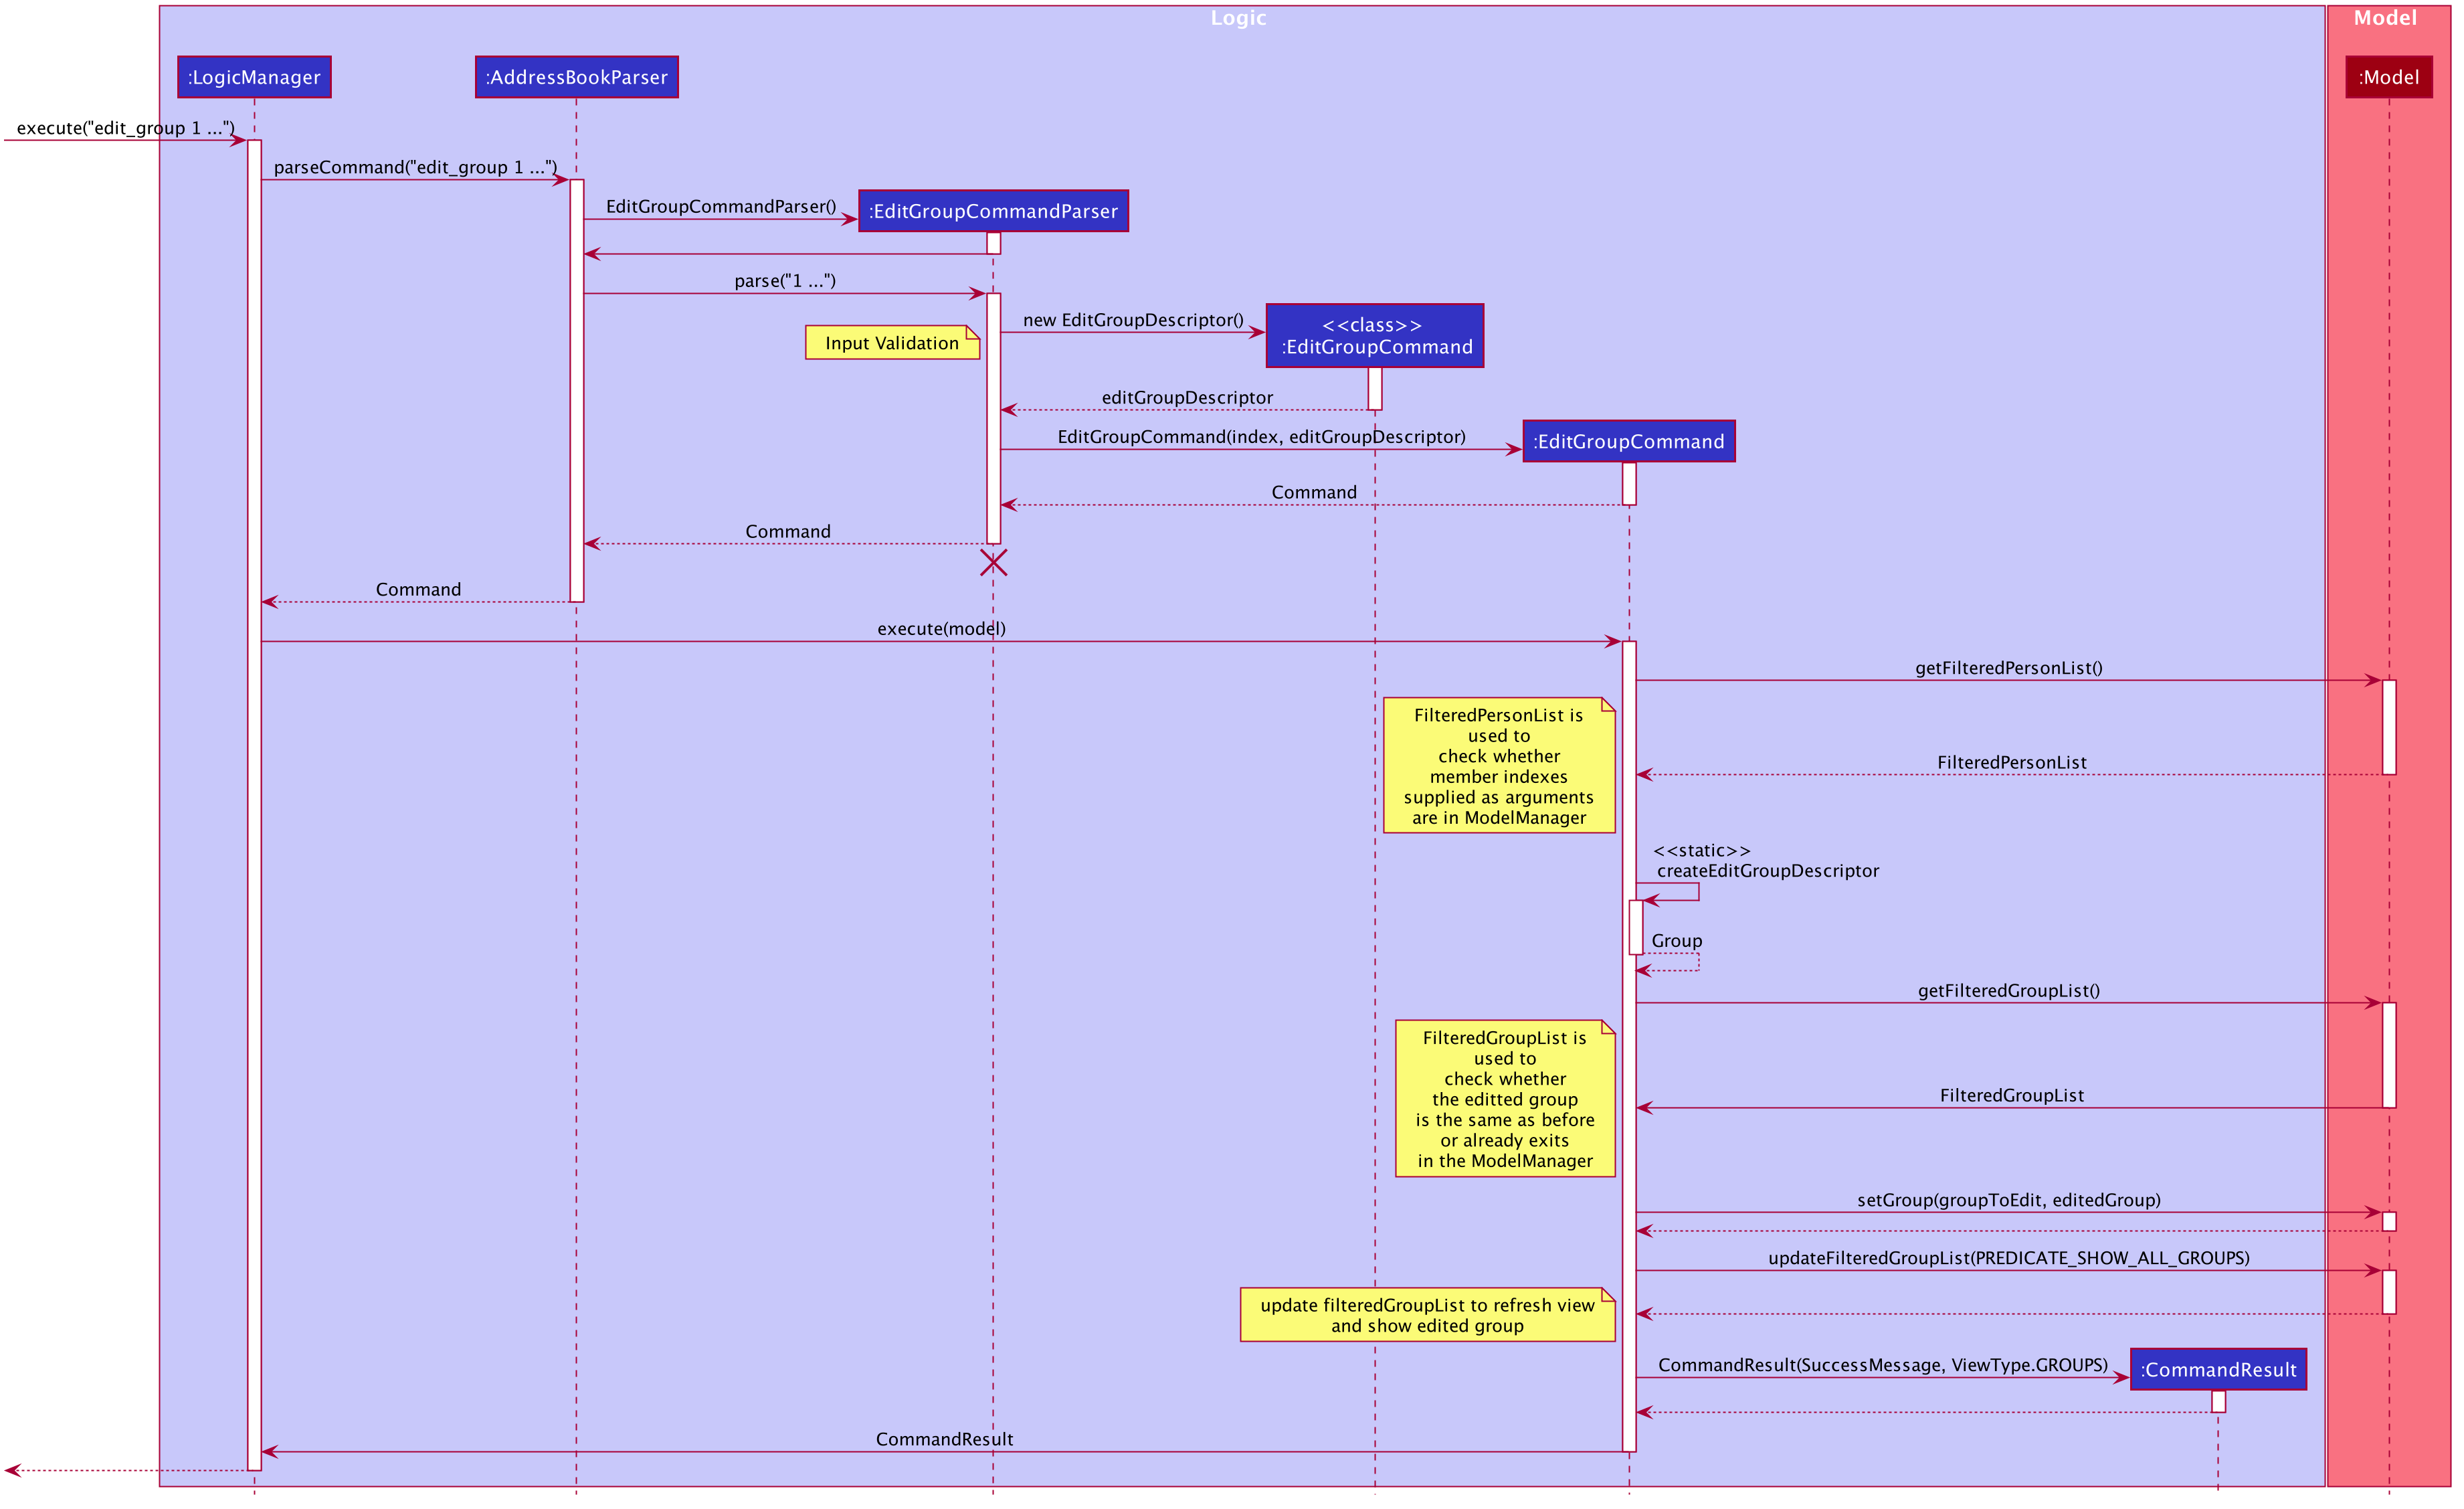 Logic
Model
:LogicManager
:AddressBookParser
:Model
execute("edit_group 1 ...")
parseCommand("edit_group 1 ...")
EditGroupCommandParser()
:EditGroupCommandParser
parse("1 ...")
new EditGroupDescriptor()
<<class>>
:EditGroupCommand
Input Validation
editGroupDescriptor
EditGroupCommand(index, editGroupDescriptor)
:EditGroupCommand
Command
Command
Command
execute(model)
getFilteredPersonList()
FilteredPersonList is
used to
check whether
member indexes
supplied as arguments
are in ModelManager
FilteredPersonList
<<static>>
createEditGroupDescriptor
Group
getFilteredGroupList()
FilteredGroupList is
used to
check whether
the editted group
is the same as before
or already exits
in the ModelManager
FilteredGroupList
setGroup(groupToEdit, editedGroup)
updateFilteredGroupList(PREDICATE_SHOW_ALL_GROUPS)
update filteredGroupList to refresh view
and show edited group
CommandResult(SuccessMessage, ViewType.GROUPS)
:CommandResult
CommandResult